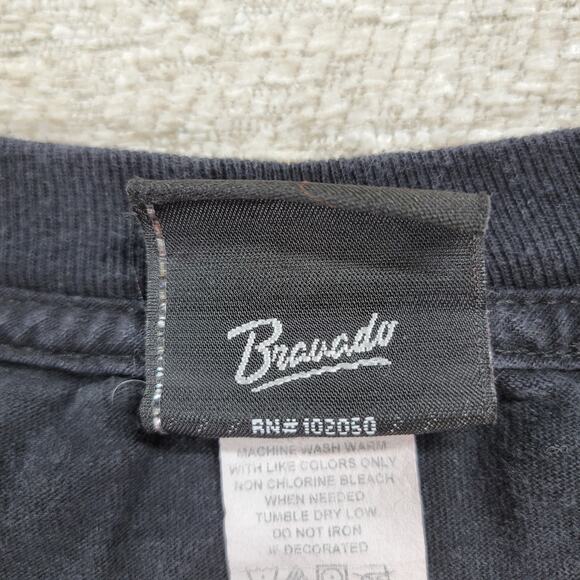 Bravado
RN#102050
MACHINE WASH WARM
WITH LIKE COLORS ONLY
NON CHLORINE BLEACH
WHEN NEEDED
TUMBLE DRY LOW
DO NOT IRON
IF DECORATED